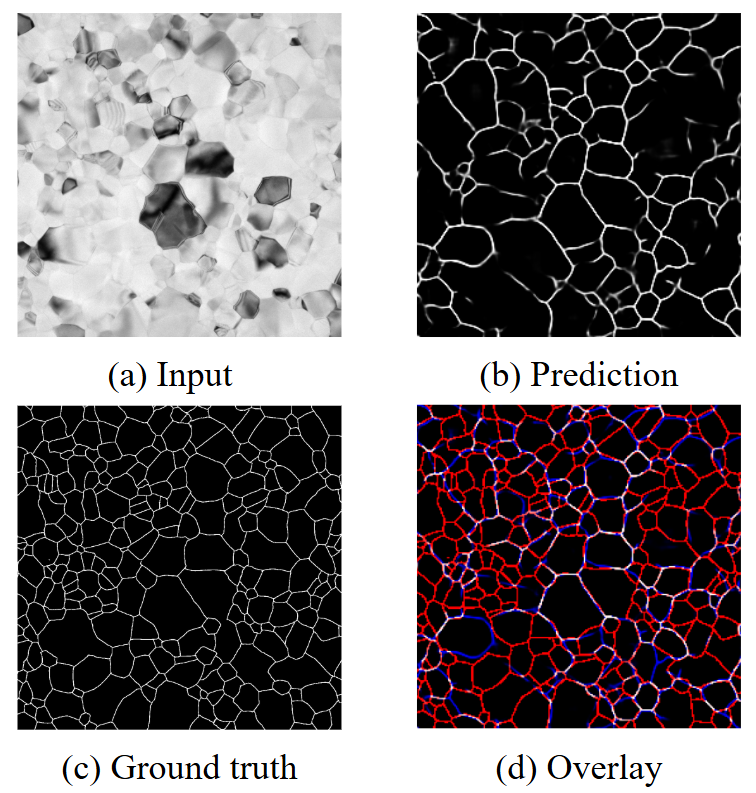 (a) Input
(b) Prediction
(c) Ground truth
(d) Overlay